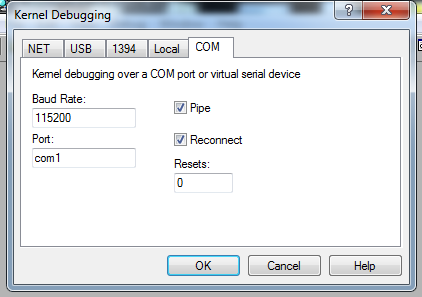 Kernel Debugging
NET USB 1394 Local COM
Kernel debugging over a COM port or virtual serial device
Baud Rate:
115200
Pipe
Port:
com1
Reconnect
Resets:
0
OK Cancel Help